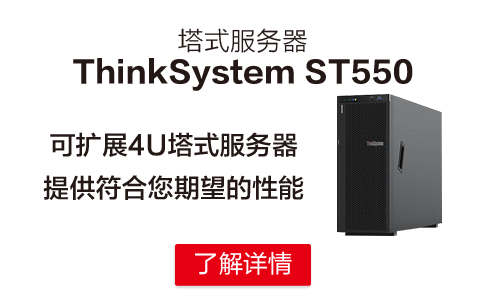 塔式服务器
ThinkSystem ST550
可扩展4U塔式服务器
提供符合您期望的性能
ThinkSystem
了解详情